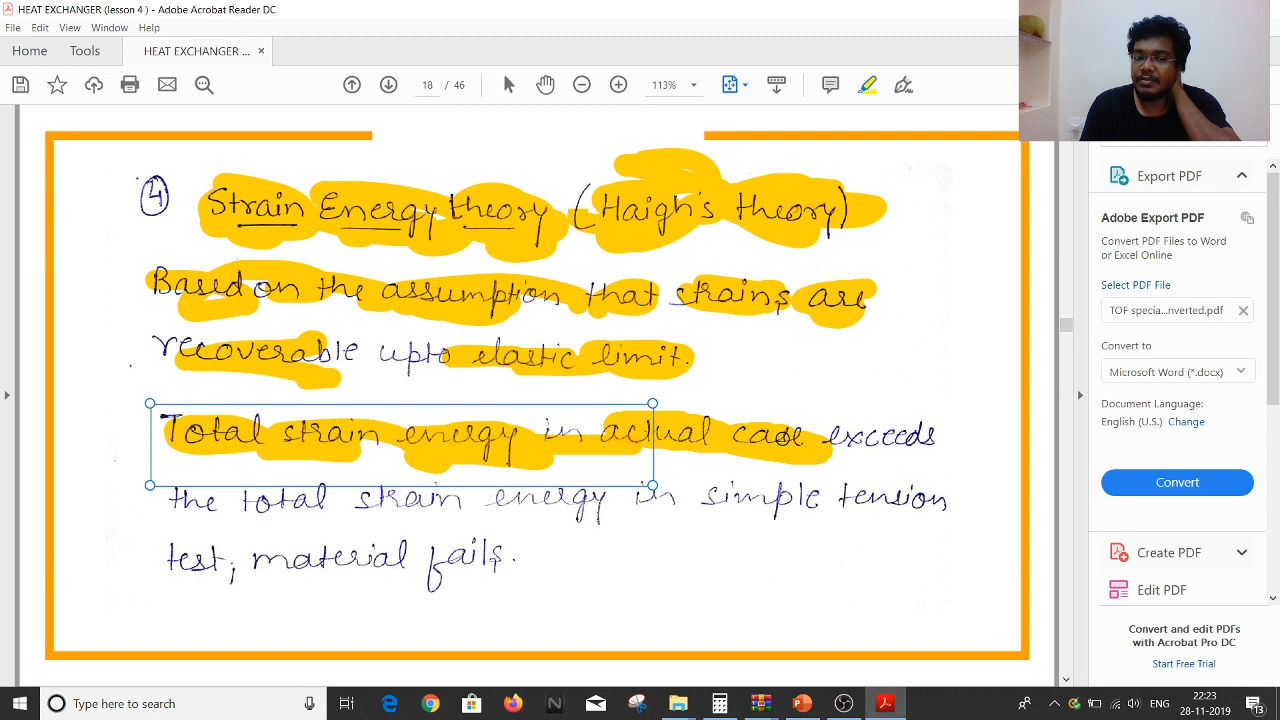 HEAT EXCHANGER (lesson 4 ) - Adobe Acrobat Reader DC
File Edit View Window Help
Home Tools HEAT EXCHANGER ... ×
18 / 46 113%
④ Strain Energy theory (Haigh's theory)
Based on the assumption that strains are
recoverable upto elastic limit.
Total strain energy in actual case exceeds
the total strain energy in simple tension
test; material fails.
Export PDF
Adobe Export PDF
Convert PDF Files to Word
or Excel Online
Select PDF File
TOF specia...nverted.pdf
Convert to
Microsoft Word (*.docx)
Document Language:
English (U.S.) Change
Convert
Create PDF
Edit PDF
Convert and edit PDFs
with Acrobat Pro DC
Start Free Trial
Type here to search
ENG
22:23
28-11-2019
13